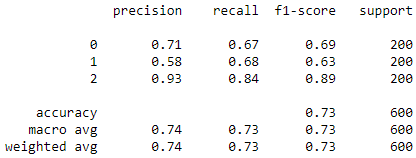 precision recall f1-score support
0 0.71 0.67 0.69 200
1 0.58 0.68 0.63 200
2 0.93 0.84 0.89 200
accuracy 0.73 600
macro avg 0.74 0.73 0.73 600
weighted avg 0.74 0.73 0.73 600